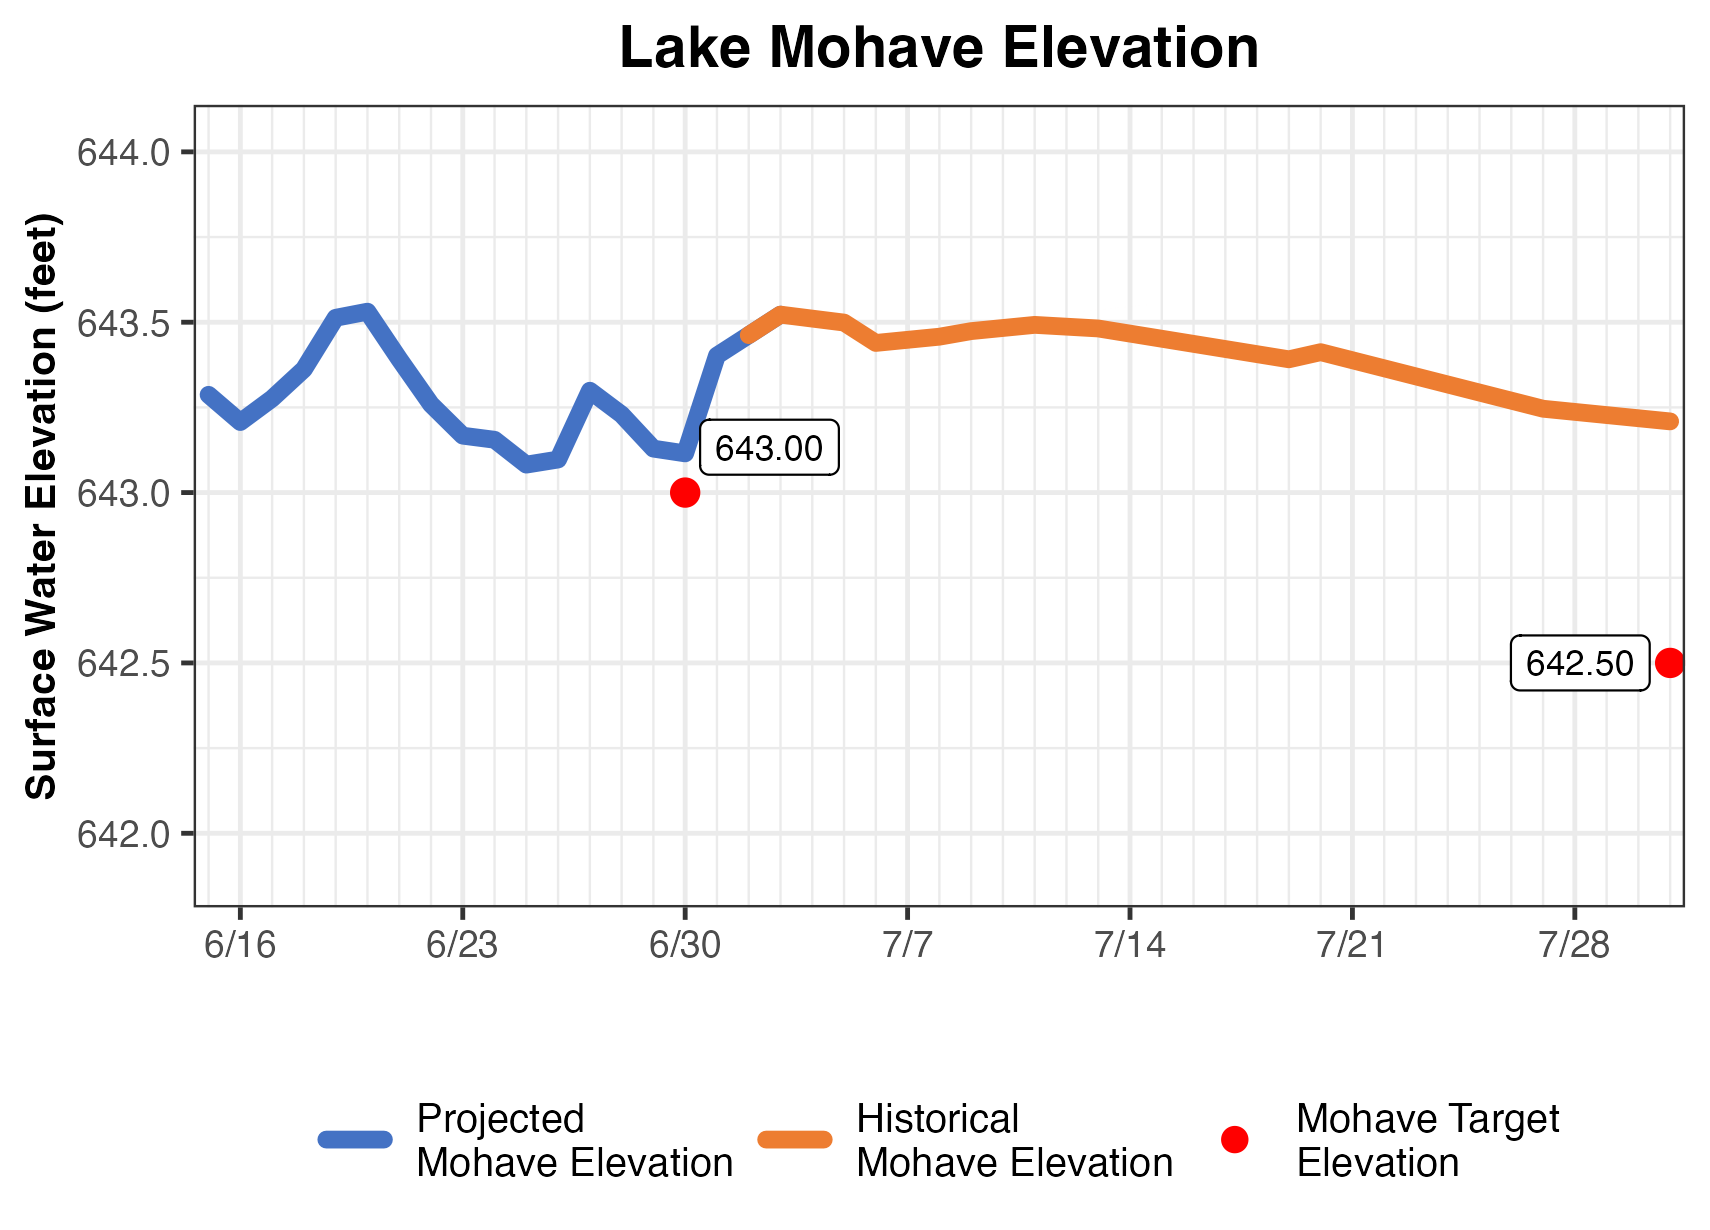 Lake Mohave Elevation
Surface Water Elevation (feet)
644.0
643.5
643.0
642.5
642.0
643.00
642.50
6/16
6/23
6/30
7/7
7/14
7/21
7/28
Projected
Mohave Elevation
Historical
Mohave Elevation
Mohave Target
Elevation